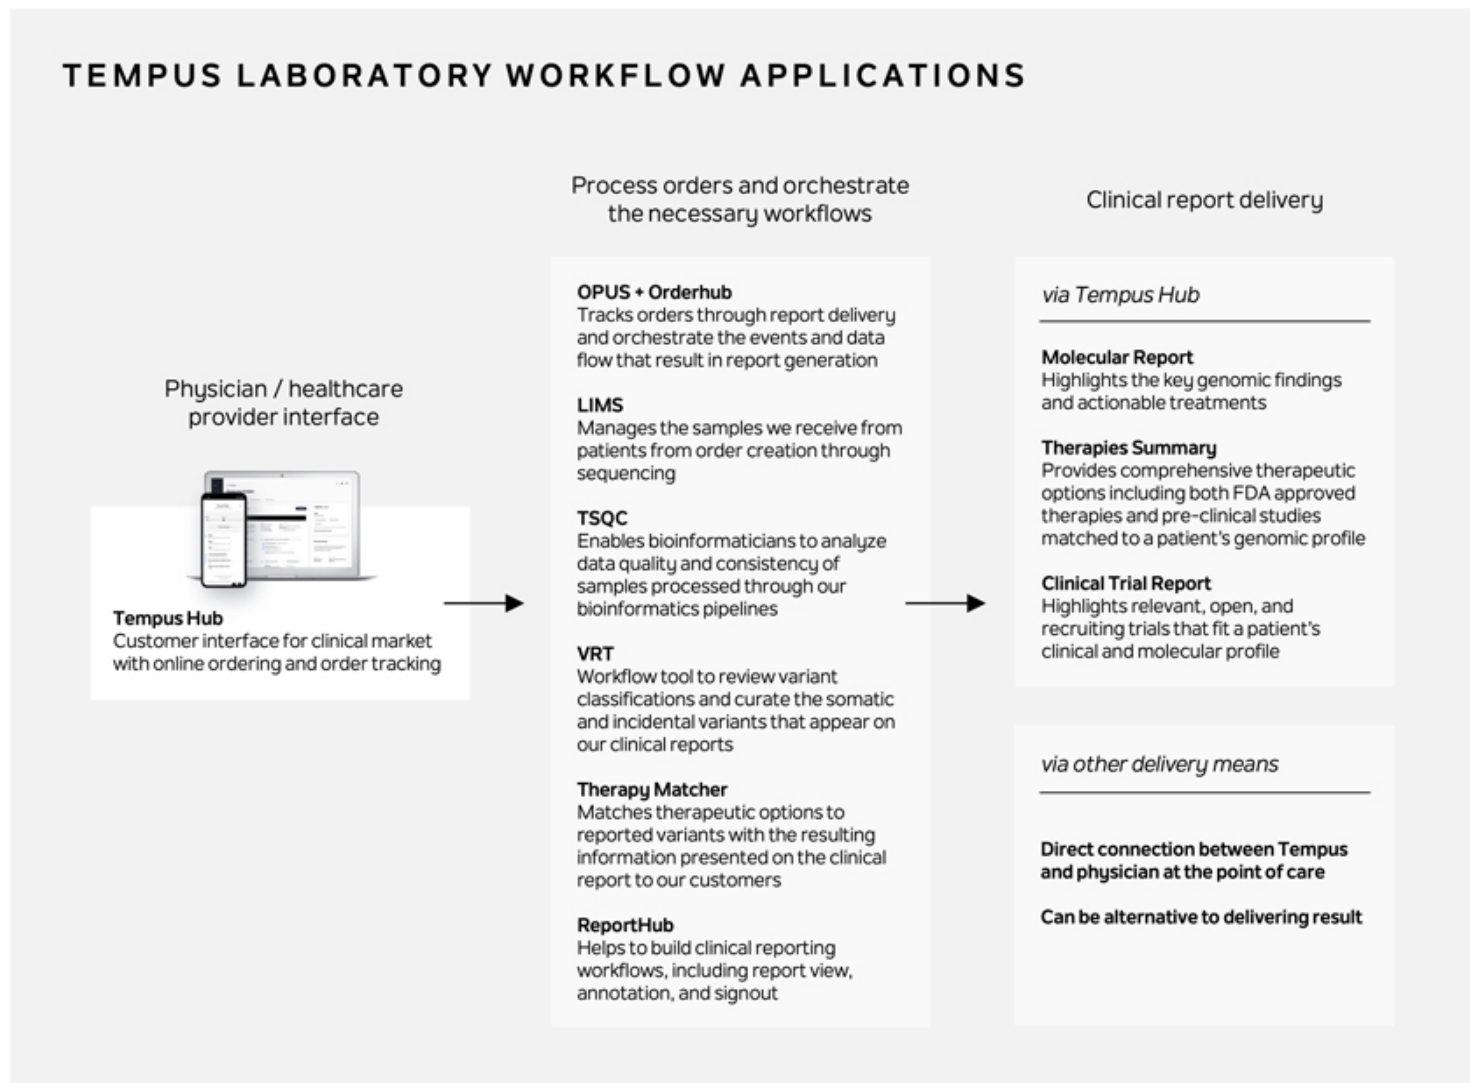 TEMPUS LABORATORY WORKFLOW APPLICATIONS
Physician / healthcare
provider interface
Tempus Hub
Customer interface for clinical market
with online ordering and order tracking
Process orders and orchestrate
the necessary workflows
OPUS + Orderhub
Tracks orders through report delivery
and orchestrate the events and data
flow that result in report generation
LIMS
Manages the samples we receive from
patients from order creation through
sequencing
TSQC
Enables bioinformaticians to analyze
data quality and consistency of
samples processed through our
bioinformatics pipelines
VRT
Workflow tool to review variant
classifications and curate the somatic
and incidental variants that appear on
our clinical reports
Therapy Matcher
Matches therapeutic options to
reported variants with the resulting
information presented on the clinical
report to our customers
ReportHub
Helps to build clinical reporting
workflows, including report view,
annotation, and signout
Clinical report delivery
via Tempus Hub
Molecular Report
Highlights the key genomic findings
and actionable treatments
Therapies Summary
Provides comprehensive therapeutic
options including both FDA approved
therapies and pre-clinical studies
matched to a patient's genomic profile
Clinical Trial Report
Highlights relevant, open, and
recruiting trials that fit a patient's
clinical and molecular profile
via other delivery means
Direct connection between Tempus
and physician at the point of care
Can be alternative to delivering result